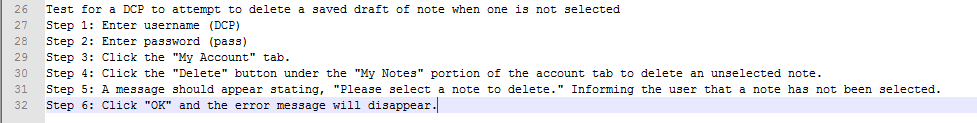 26 Test for a DCP to attempt to delete a saved draft of note when one is not selected
27 Step 1: Enter username (DCP)
28 Step 2: Enter password (pass)
29 Step 3: Click the "My Account" tab.
30 Step 4: Click the "Delete" button under the "My Notes" portion of the account tab to delete an unselected note.
31 Step 5: A message should appear stating, "Please select a note to delete." Informing the user that a note has not been selected.
32 Step 6: Click "OK" and the error message will disappear.